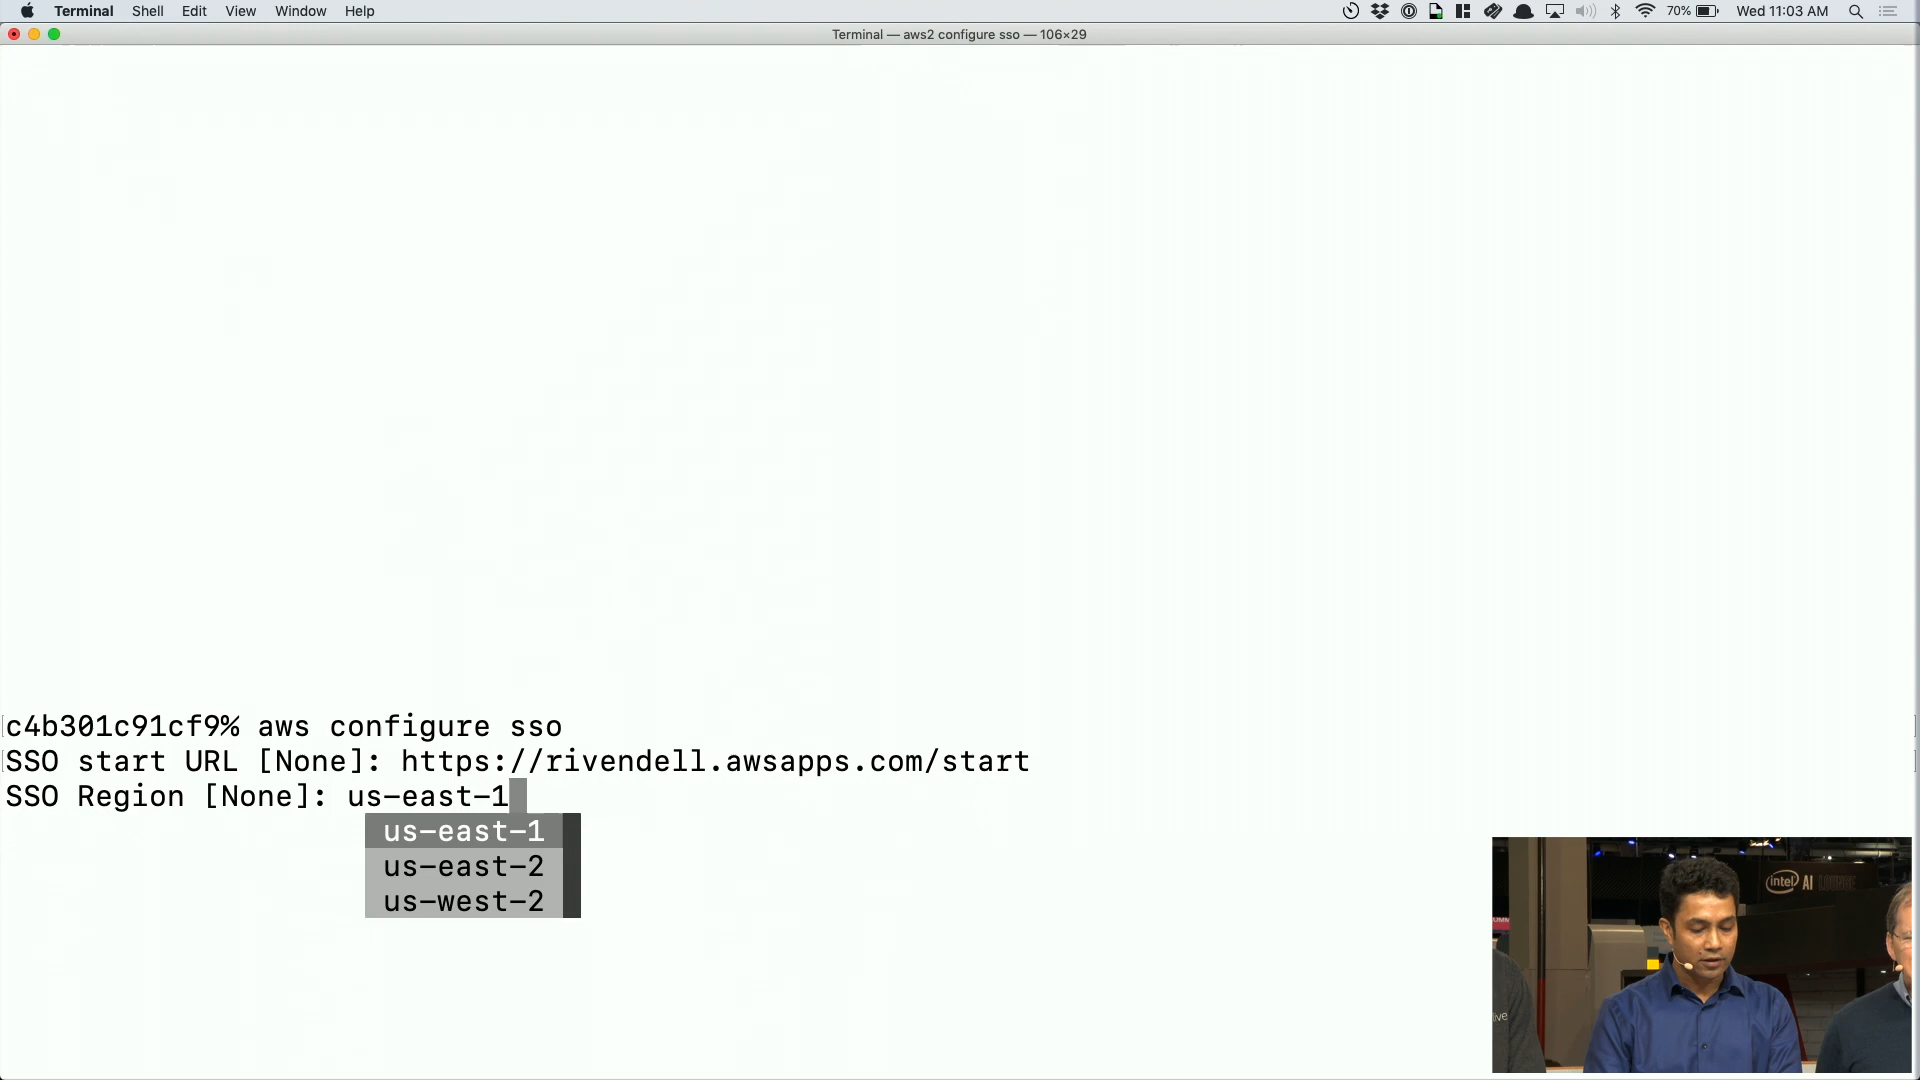 Terminal Shell Edit View Window Help 70% Wed 11:03 AM
Terminal — aws2 configure sso — 106×29
c4b301c91cf9% aws configure sso
SSO start URL [None]: https://rivendell.awsapps.com/start
SSO Region [None]: us-east-1
us-east-1
us-east-2
us-west-2
intel AI LOUNGE
live